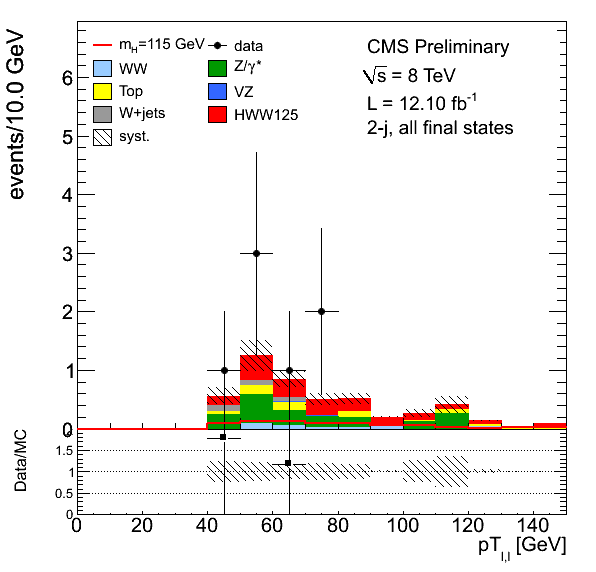 events/10.0 GeV
m_H=115 GeV
data
WW
Z/γ*
Top
VZ
W+jets
HWW125
syst.
CMS Preliminary
√s = 8 TeV
L = 12.10 fb⁻¹
2-j, all final states
6
5
4
3
2
1
0
Data/MC
1.5
1
0.5
0
0 20 40 60 80 100 120 140
pT_l,l [GeV]